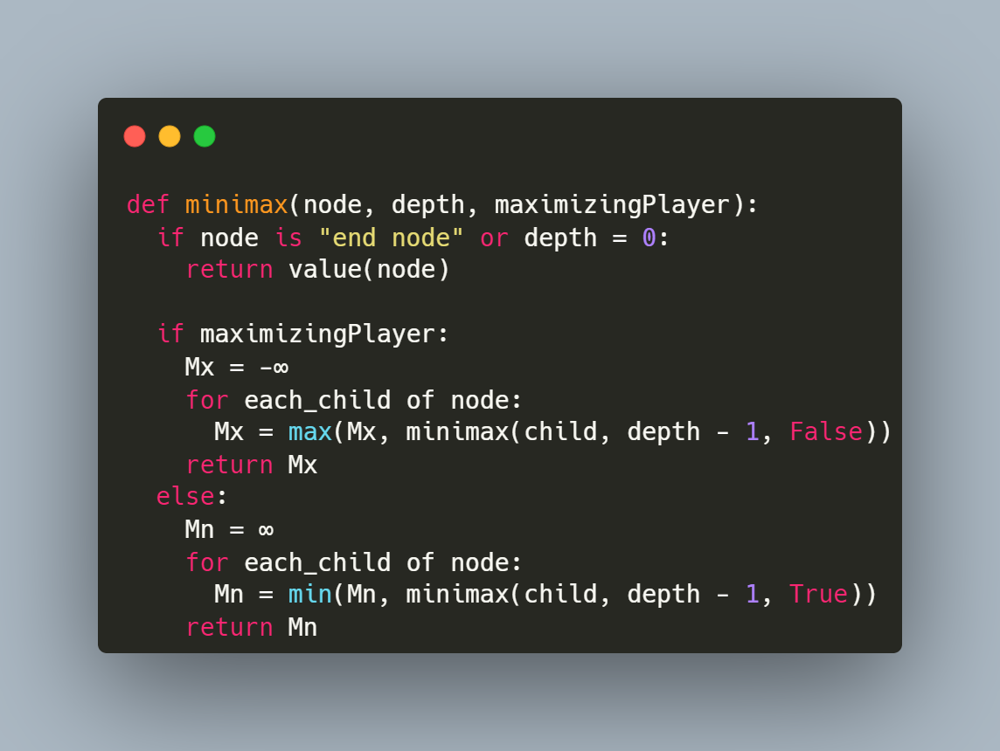 def minimax(node, depth, maximizingPlayer):
  if node is "end node" or depth = 0:
    return value(node)

  if maximizingPlayer:
    Mx = -∞
    for each_child of node:
      Mx = max(Mx, minimax(child, depth - 1, False))
    return Mx
  else:
    Mn = ∞
    for each_child of node:
      Mn = min(Mn, minimax(child, depth - 1, True))
    return Mn